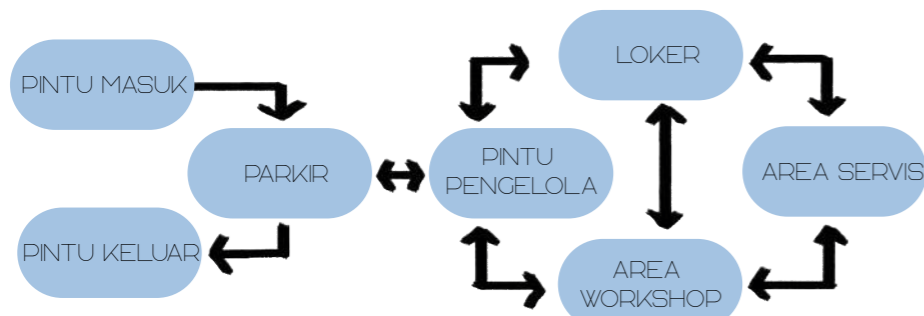 PINTU MASUK
LOKER
PARKIR
PINTU
PENGELOLA
AREA SERVIS
PINTU KELUAR
AREA
WORKSHOP